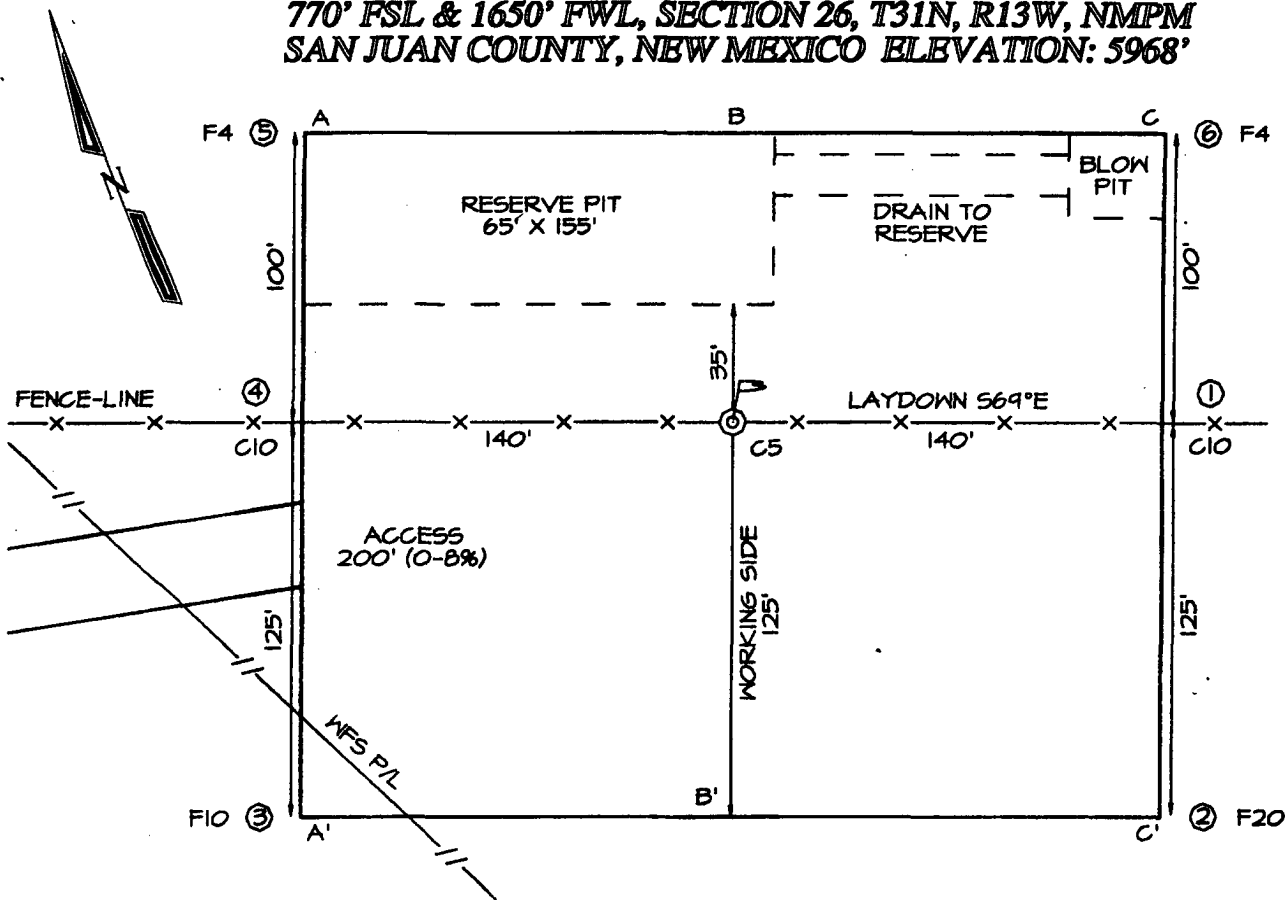 770' FSL & 1650' FWL, SECTION 26, T31N, R13W, NMPM
SAN JUAN COUNTY, NEW MEXICO ELEVATION: 5968'
N
A
B
C
F4 5
6 F4
BLOW
PIT
RESERVE PIT
65' X 155'
DRAIN TO
RESERVE
100'
100'
35'
FENCE-LINE
4
LAYDOWN S69°E
1
C10
140'
C5
140'
C10
ACCESS
200' (0-8%)
WORKING SIDE
125'
125'
125'
WFS P/L
B'
F10 3
A'
C'
2 F20